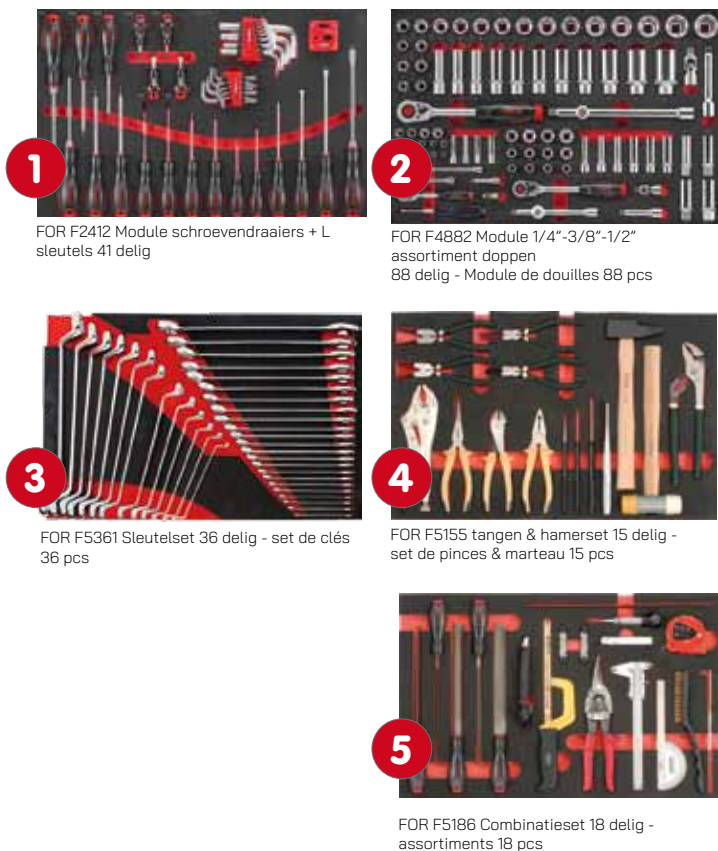 1
FOR F2412 Module schroevendraaiers + L
sleutels 41 delig
2
FOR F4882 Module 1/4"-3/8"-1/2"
assortiment doppen
88 delig - Module de douilles 88 pcs
3
FOR F5361 Sleutelset 36 delig - set de clés
36 pcs
4
FOR F5155 tangen & hamerset 15 delig -
set de pinces & marteau 15 pcs
5
FOR F5186 Combinatieset 18 delig -
assortiments 18 pcs